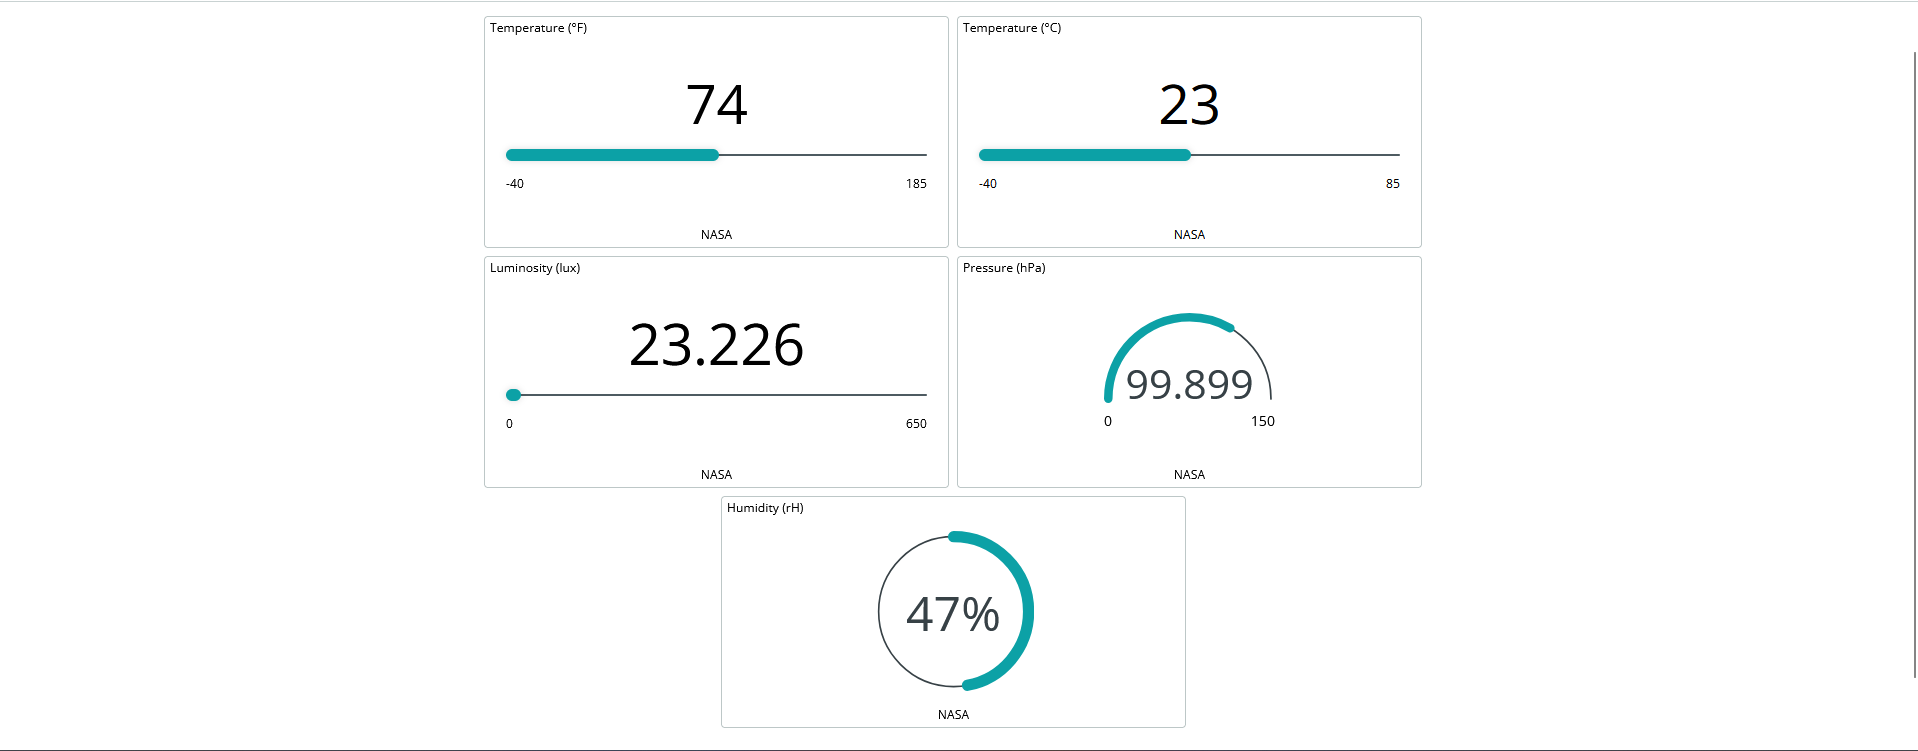 Temperature (°F)
74
-40 185
NASA
Temperature (°C)
23
-40 85
NASA
Luminosity (lux)
23.226
0 650
NASA
Pressure (hPa)
99.899
0 150
NASA
Humidity (rH)
47%
NASA